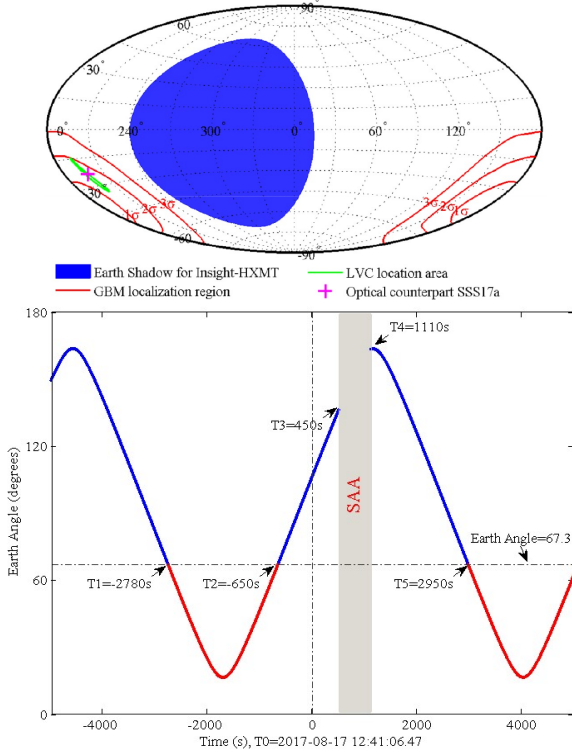 90°
60
30°
0°
240°
300°
0°
60°
120°
30°
1σ 2σ 3σ
3σ 2σ 1σ
-60°
-90°
Earth Shadow for Insight-HXMT
LVC location area
GBM localization region
Optical counterpart SSS17a
180
T4=1110s
T3=450s
120
Earth Angle (degrees)
SAA
Earth Angle=67.3
T1=-2780s
T2=-650s
T5=2950s
60
0
-4000
-2000
0
2000
4000
Time (s), T0=2017-08-17 12:41:06.47